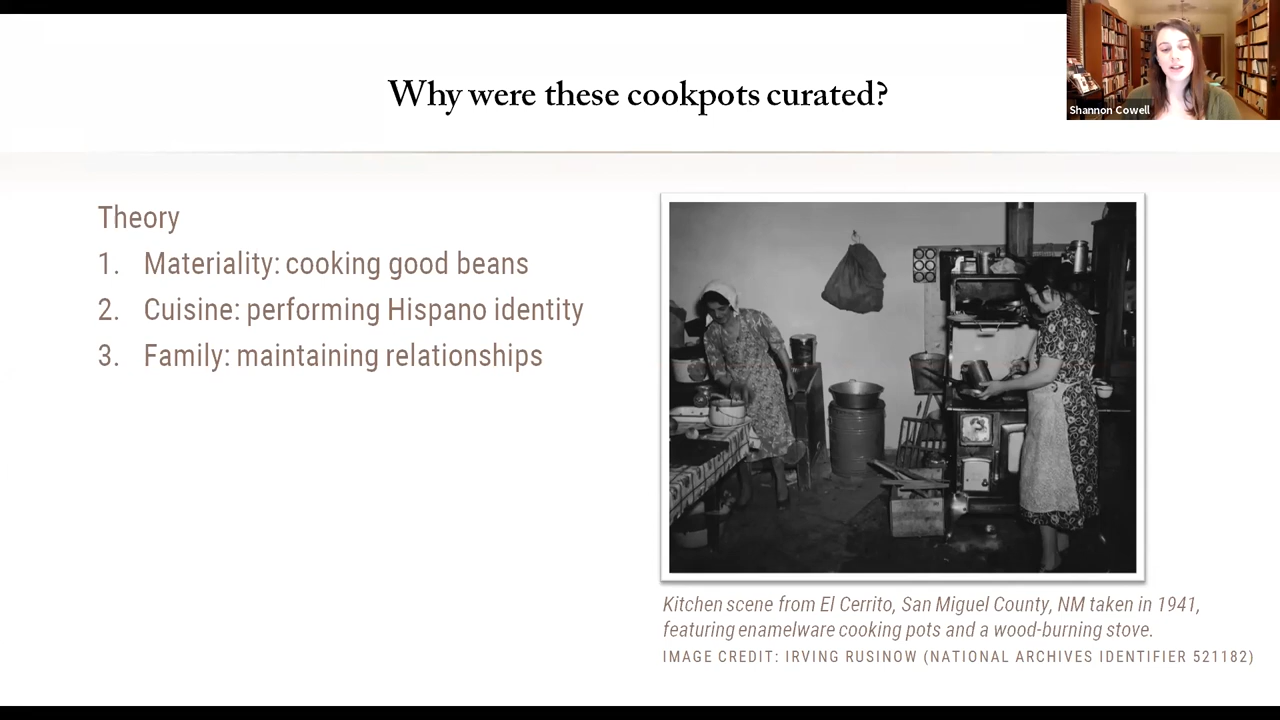 Why were these cookpots curated?
Shannon Cowell
Theory
1. Materiality: cooking good beans
2. Cuisine: performing Hispano identity
3. Family: maintaining relationships
Kitchen scene from El Cerrito, San Miguel County, NM taken in 1941,
featuring enamelware cooking pots and a wood-burning stove.
IMAGE CREDIT: IRVING RUSINOW (NATIONAL ARCHIVES IDENTIFIER 521182)